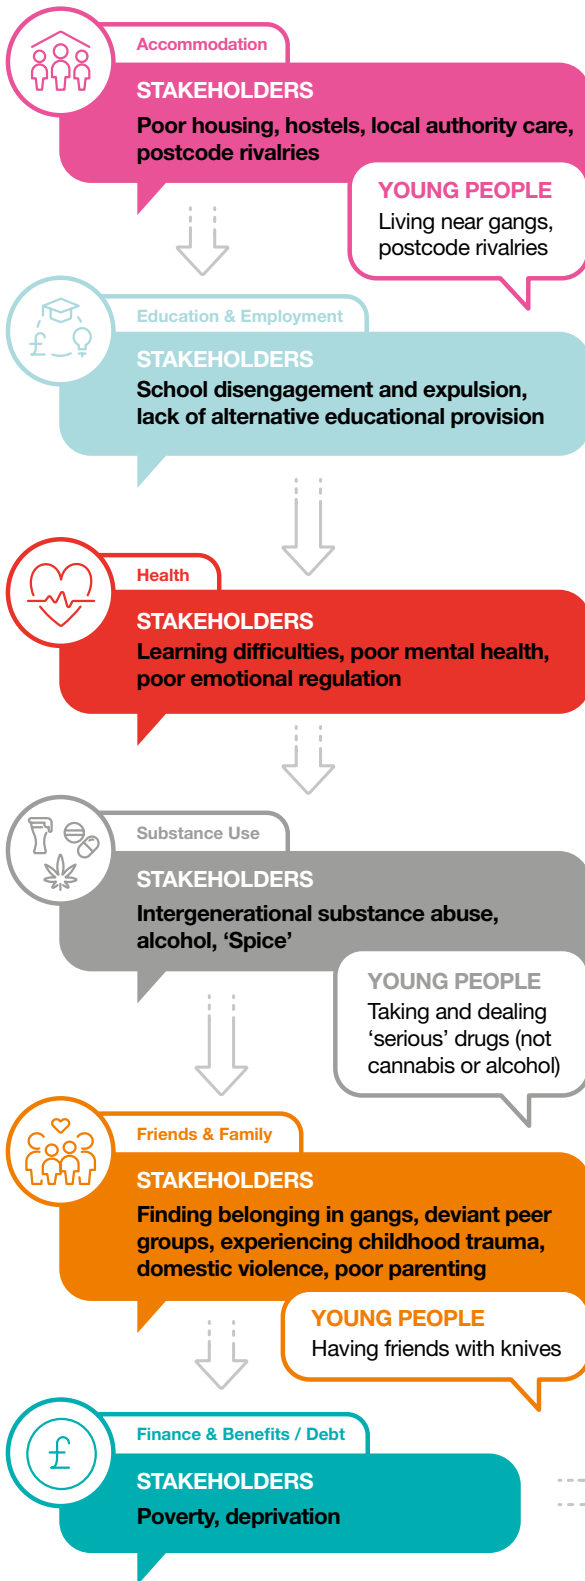 Accommodation
STAKEHOLDERS
Poor housing, hostels, local authority care,
postcode rivalries
YOUNG PEOPLE
Living near gangs,
postcode rivalries
Education & Employment
£
STAKEHOLDERS
School disengagement and expulsion,
lack of alternative educational provision
Health
STAKEHOLDERS
Learning difficulties, poor mental health,
poor emotional regulation
Substance Use
STAKEHOLDERS
Intergenerational substance abuse,
alcohol, ‘Spice’
YOUNG PEOPLE
Taking and dealing
‘serious’ drugs (not
cannabis or alcohol)
Friends & Family
STAKEHOLDERS
Finding belonging in gangs, deviant peer
groups, experiencing childhood trauma,
domestic violence, poor parenting
YOUNG PEOPLE
Having friends with knives
Finance & Benefits / Debt
£
STAKEHOLDERS
Poverty, deprivation